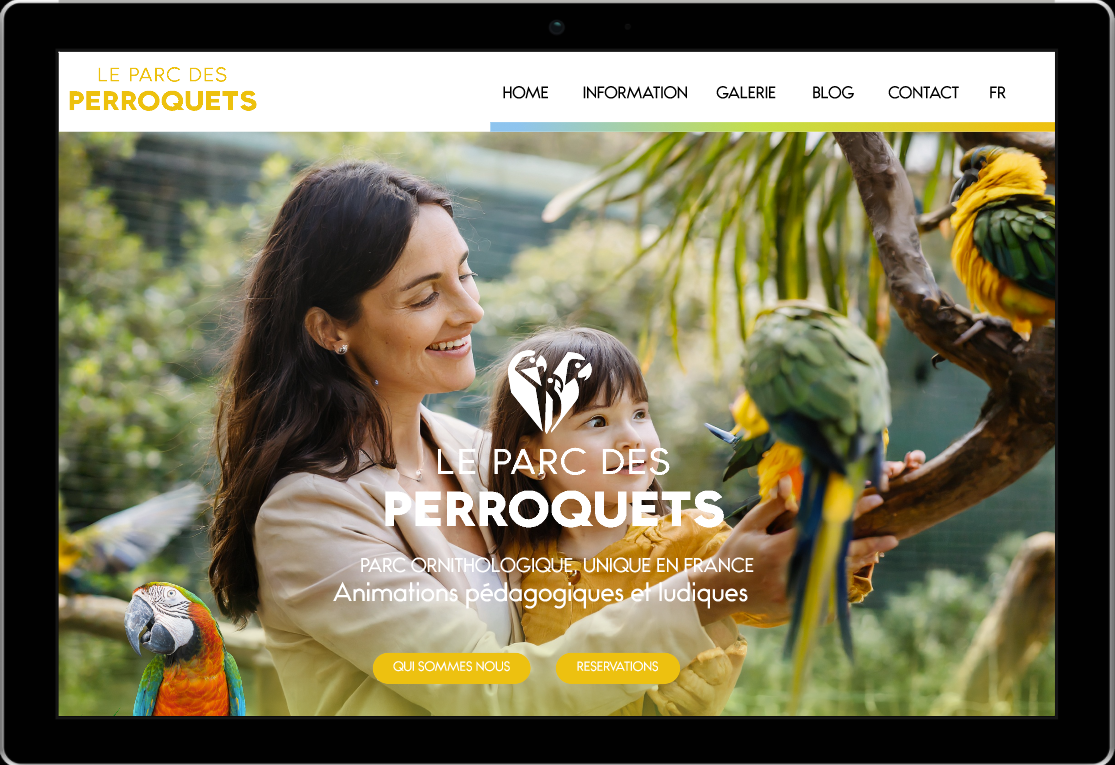 LE PARC DES
PERROQUETS
HOME INFORMATION GALERIE BLOG CONTACT FR
LE PARC DES
PERROQUETS
PARC ORNITHOLOGIQUE, UNIQUE EN FRANCE
Animations pédagogiques et ludiques
QUI SOMMES NOUS RESERVATIONS